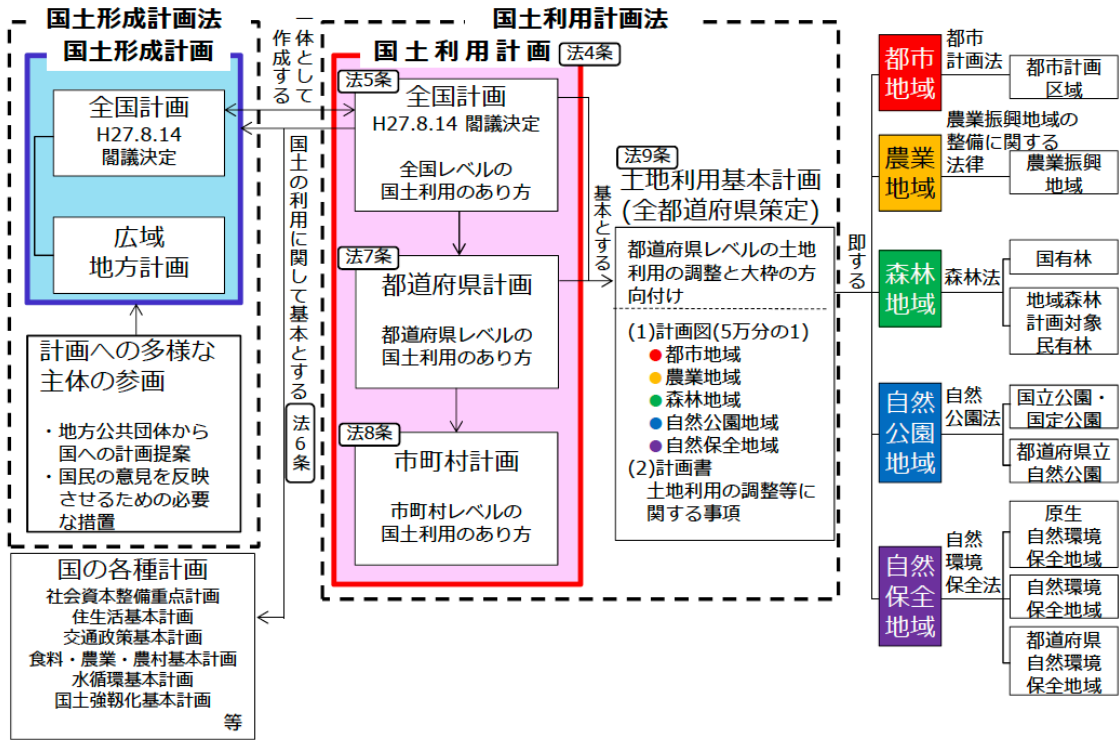 国土形成計画法
国土形成計画
全国計画
H27.8.14
閣議決定
広域
地方計画
計画への多様な
主体の参画
・地方公共団体から
国への計画提案
・国民の意見を反映
させるための必要
な措置
国の各種計画
社会資本整備重点計画
住生活基本計画
交通政策基本計画
食料・農業・農村基本計画
水循環基本計画
国土強靱化基本計画
等
一体として
作成する
国土の利用に関して基本とする
法6条
国土利用計画法
国土利用計画
法4条
法5条
全国計画
H27.8.14 閣議決定
全国レベルの
国土利用のあり方
法7条
都道府県計画
都道府県レベルの
国土利用のあり方
法8条
市町村計画
市町村レベルの
国土利用のあり方
基本とする
法9条
土地利用基本計画
(全都道府県策定)
都道府県レベルの土地
利用の調整と大枠の方
向付け
(1)計画図(5万分の1)
●都市地域
●農業地域
●森林地域
●自然公園地域
●自然保全地域
(2)計画書
土地利用の調整等に
関する事項
即する
都市
地域
都市
計画法
都市計画
区域
農業
地域
農業振興地域の
整備に関する
法律
農業振興
地域
森林
地域
森林法
国有林
地域森林
計画対象
民有林
自然
公園
地域
自然
公園法
国立公園・
国定公園
都道府県立
自然公園
自然
保全
地域
自然
環境
保全法
原生
自然環境
保全地域
自然環境
保全地域
都道府県
自然環境
保全地域